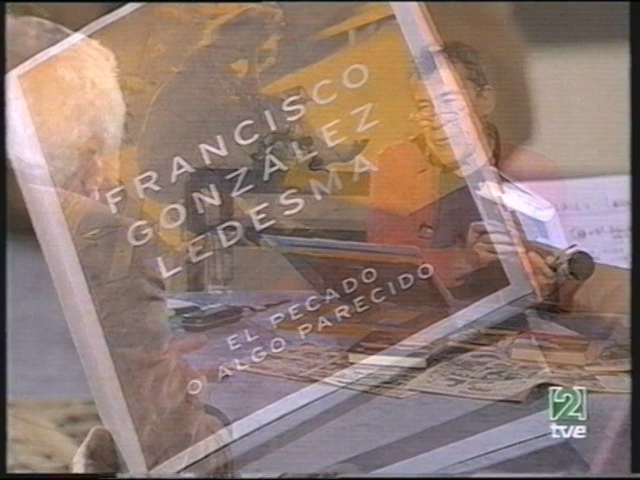 FRANCISCO
GONZÁLEZ
LEDESMA
EL PECADO
O ALGO PARECIDO
2
tve